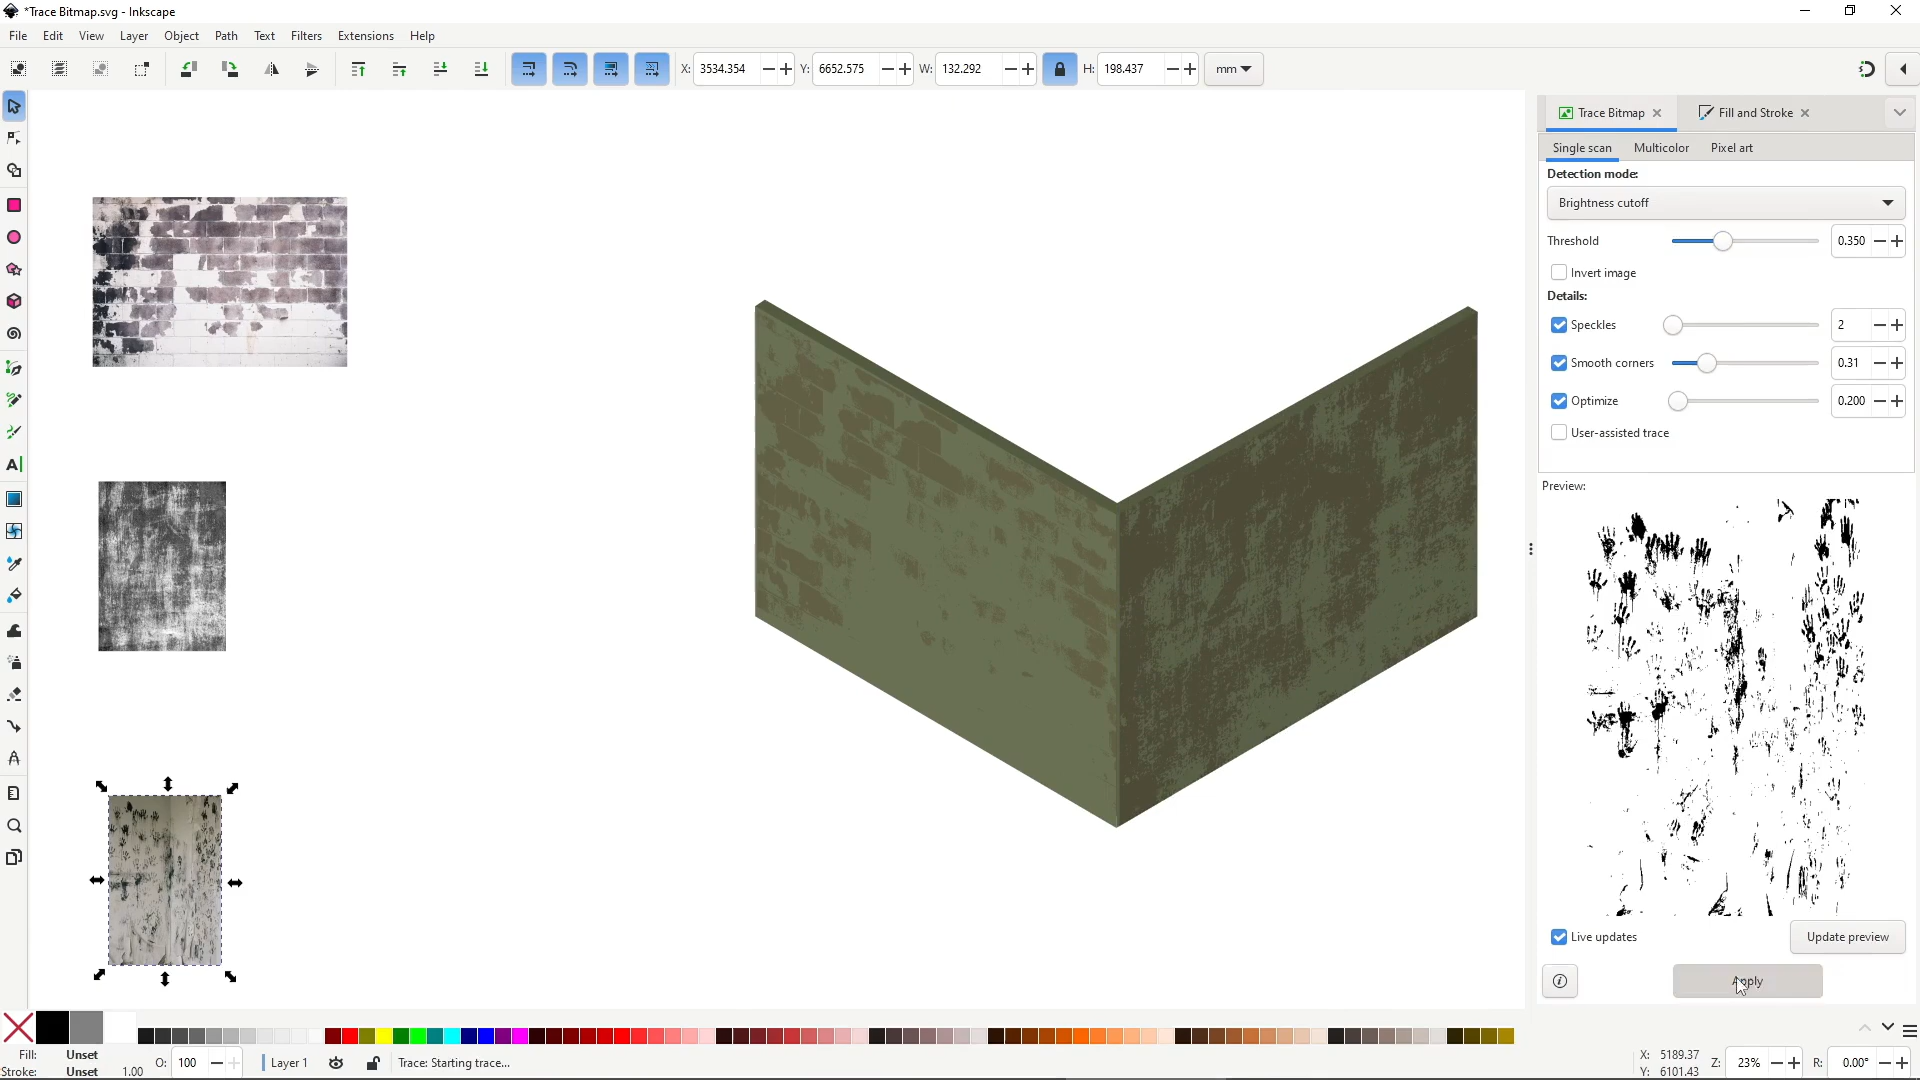 *Trace Bitmap.svg - Inkscape
File Edit View Layer Object Path Text Filters Extensions Help
X: 3534.354 Y: 6652.575 W: 132.292 H: 198.437 mm
Trace Bitmap Fill and Stroke
Single scan Multicolor Pixel art
Detection mode:
Brightness cutoff
Threshold 0.350
Invert image
Details:
Speckles 2
Smooth corners 0.31
Optimize 0.200
User-assisted trace
Preview:
Live updates Update preview
Apply
Fill: Unset
Stroke: Unset 1.00
O: 100 Layer 1 Trace: Starting trace...
X: 5189.37
Y: 6101.43
Z: 23% R: 0.00°